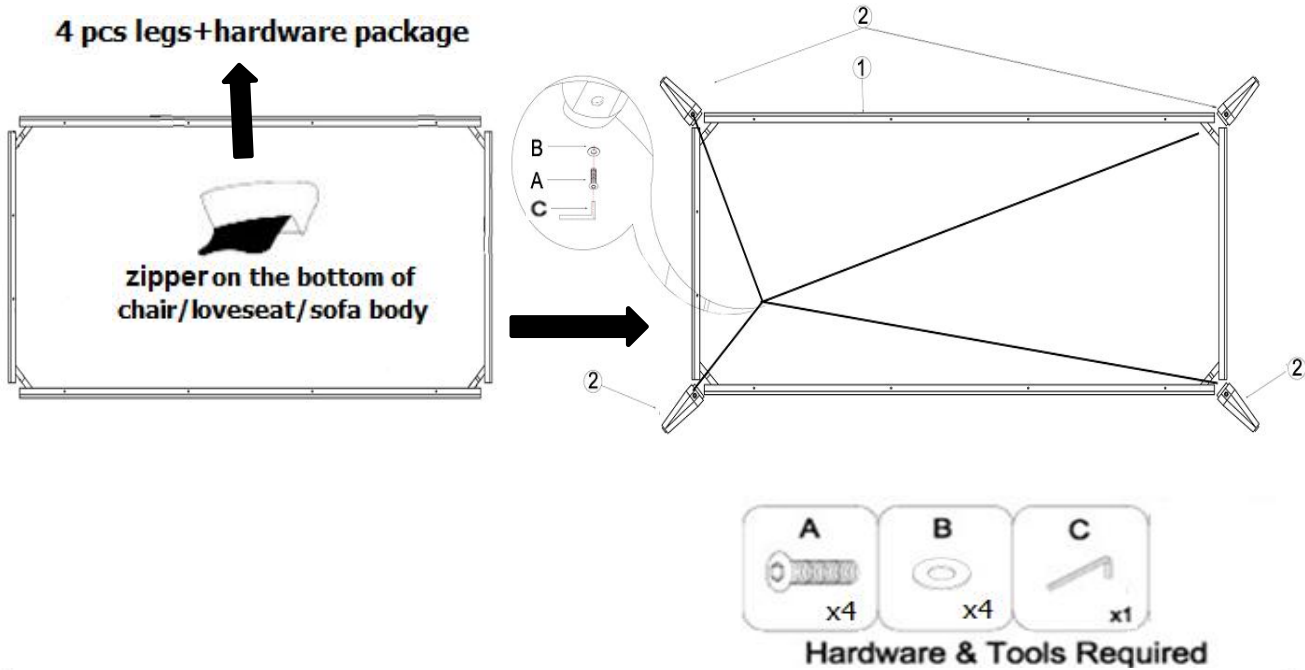 4 pcs legs+hardware package
zipper on the bottom of
chair/loveseat/sofa body
2
1
B
A
C
2
2
A
B
C
x4
x4
x1
Hardware & Tools Required